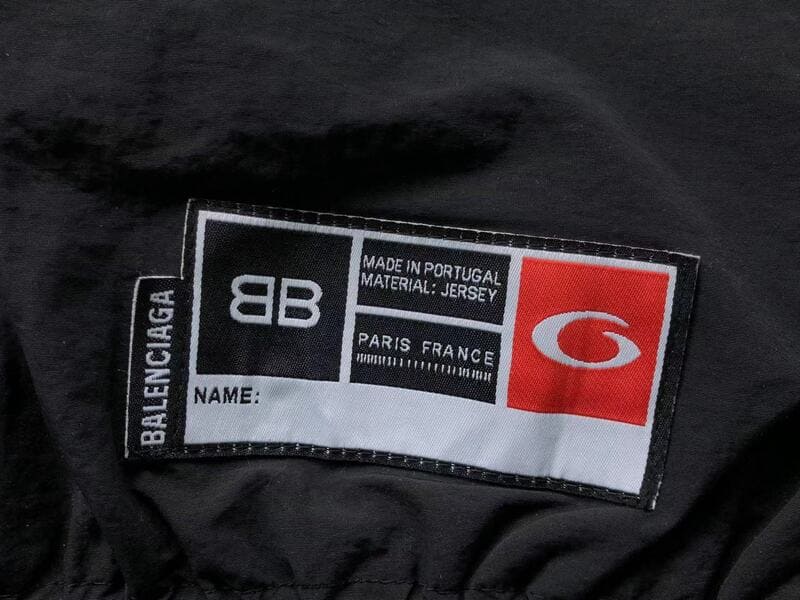 BALENCIAGA
BB
MADE IN PORTUGAL
MATERIAL: JERSEY
PARIS FRANCE
G
NAME: